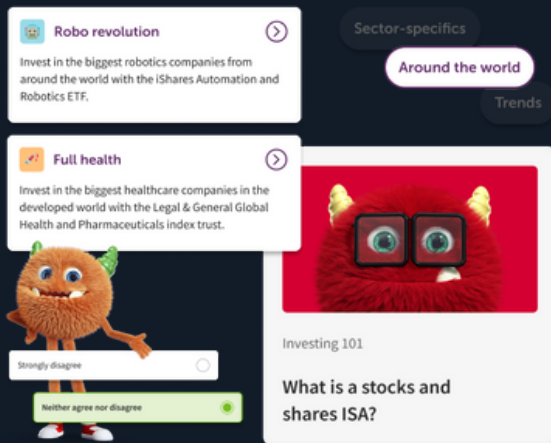 Robo revolution
Invest in the biggest robotics companies from
around the world with the iShares Automation and
Robotics ETF.
Sector-specifics
Around the world
Trends
Full health
Invest in the biggest healthcare companies in the
developed world with the Legal & General Global
Health and Pharmaceuticals index trust.
Strongly disagree
Neither agree nor disagree
Investing 101
What is a stocks and
shares ISA?